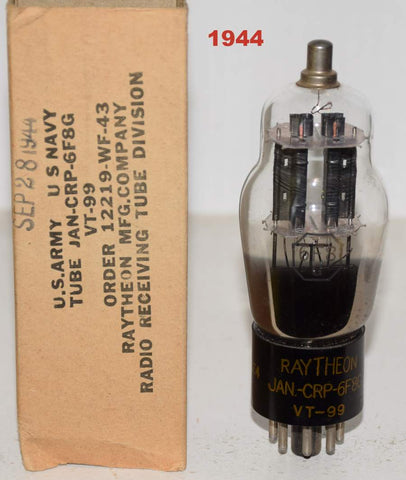 1944
SEP 28 1944
U.S. ARMY U S NAVY
TUBE JAN-CRP-6F8G
VT-99
ORDER 12219-WF-43
RAYTHEON MFG.COMPANY
RADIO RECEIVING TUBE DIVISION
RAYTHEON
JAN.-CRP-6F8G
VT-99